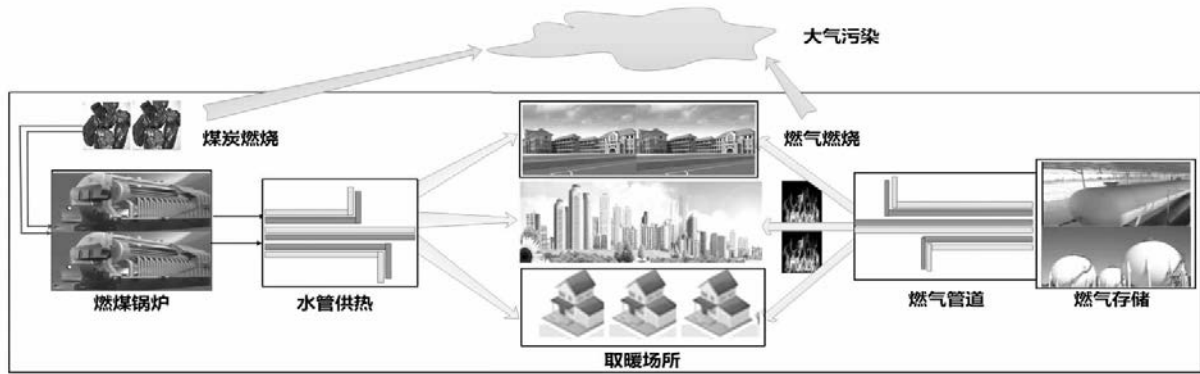 大气污染
煤炭燃烧
燃气燃烧
燃煤锅炉
水管供热
燃气管道
燃气存储
取暖场所